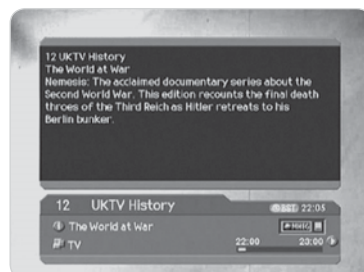 12 UKTV History
The World at War
Nemesis: The acclaimed documentary series about the
Second World War. This edition recounts the final death
throes of the Third Reich as Hitler retreats to his
Berlin bunker.
12 UKTV History
22:05
The World at War
TV
22:00
23:00